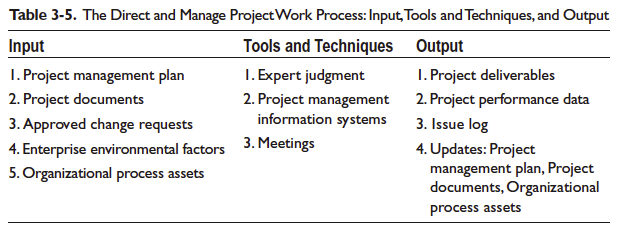 Table 3-5. The Direct and Manage Project Work Process: Input, Tools and Techniques, and Output
Input Tools and Techniques Output
1. Project management plan
2. Project documents
3. Approved change requests
4. Enterprise environmental factors
5. Organizational process assets
1. Expert judgment
2. Project management
information systems
3. Meetings
1. Project deliverables
2. Project performance data
3. Issue log
4. Updates: Project
management plan, Project
documents, Organizational
process assets